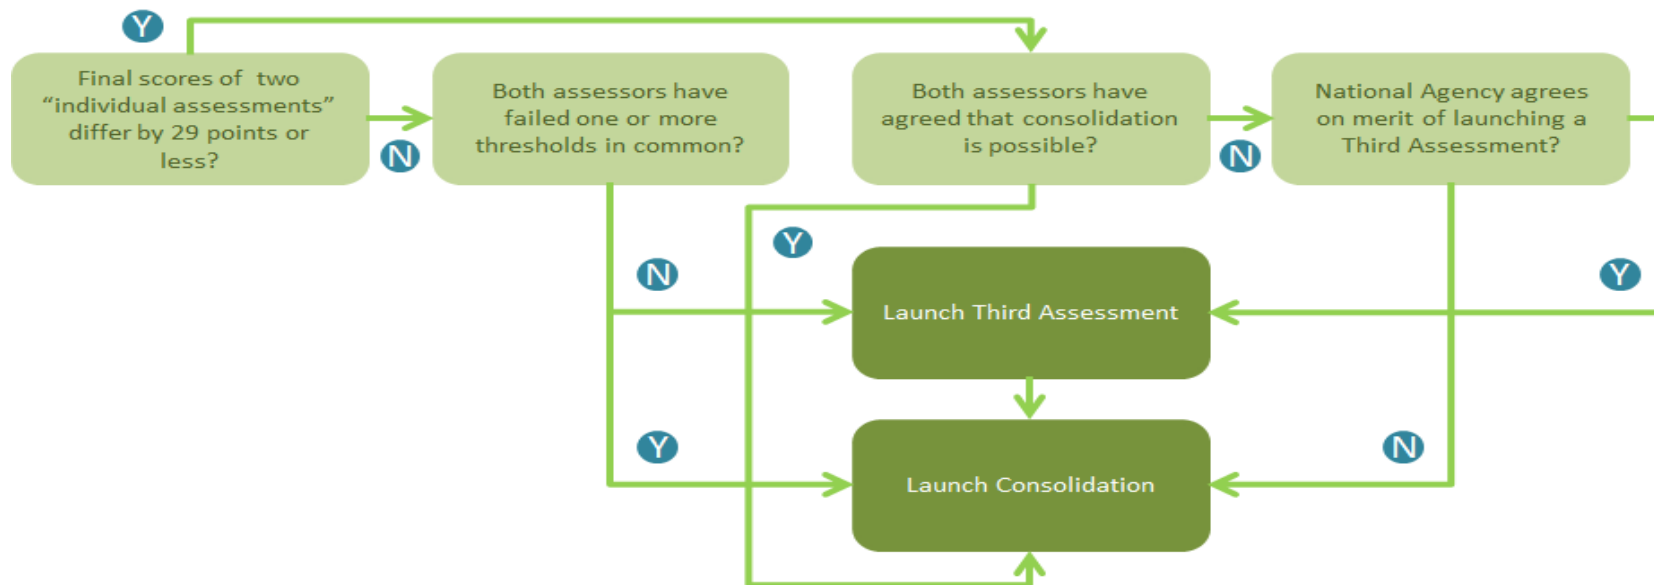 Y
Final scores of two
“individual assessments”
differ by 29 points or
less?
N
Both assessors have
failed one or more
thresholds in common?
Both assessors have
agreed that consolidation
is possible?
N
National Agency agrees
on merit of launching a
Third Assessment?
Y
N
Y
Launch Third Assessment
Y
N
Launch Consolidation